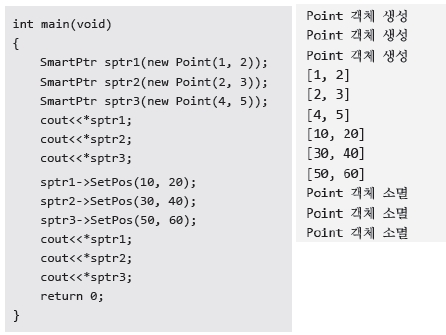 int main(void)
{
SmartPtr sptr1(new Point(1, 2));
SmartPtr sptr2(new Point(2, 3));
SmartPtr sptr3(new Point(4, 5));
cout<<*sptr1;
cout<<*sptr2;
cout<<*sptr3;
sptr1->SetPos(10, 20);
sptr2->SetPos(30, 40);
sptr3->SetPos(50, 60);
cout<<*sptr1;
cout<<*sptr2;
cout<<*sptr3;
return 0;
}
Point 객체 생성
Point 객체 생성
Point 객체 생성
[1, 2]
[2, 3]
[4, 5]
[10, 20]
[30, 40]
[50, 60]
Point 객체 소멸
Point 객체 소멸
Point 객체 소멸